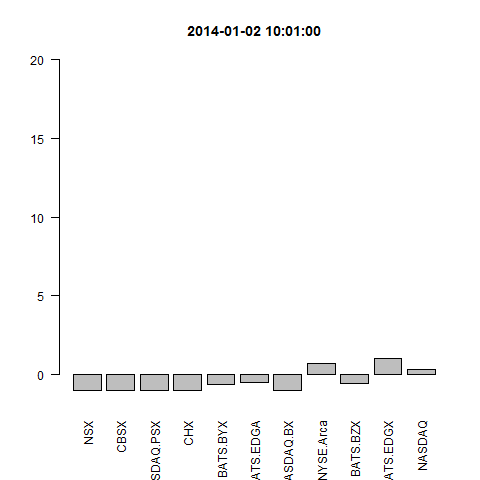 2014-01-02 10:01:00
20
15
10
5
0
NSX
CBSX
SDAQ.PSX
CHX
BATS.BYX
ATS.EDGA
ASDAQ.BX
NYSE.Arca
BATS.BZX
ATS.EDGX
NASDAQ